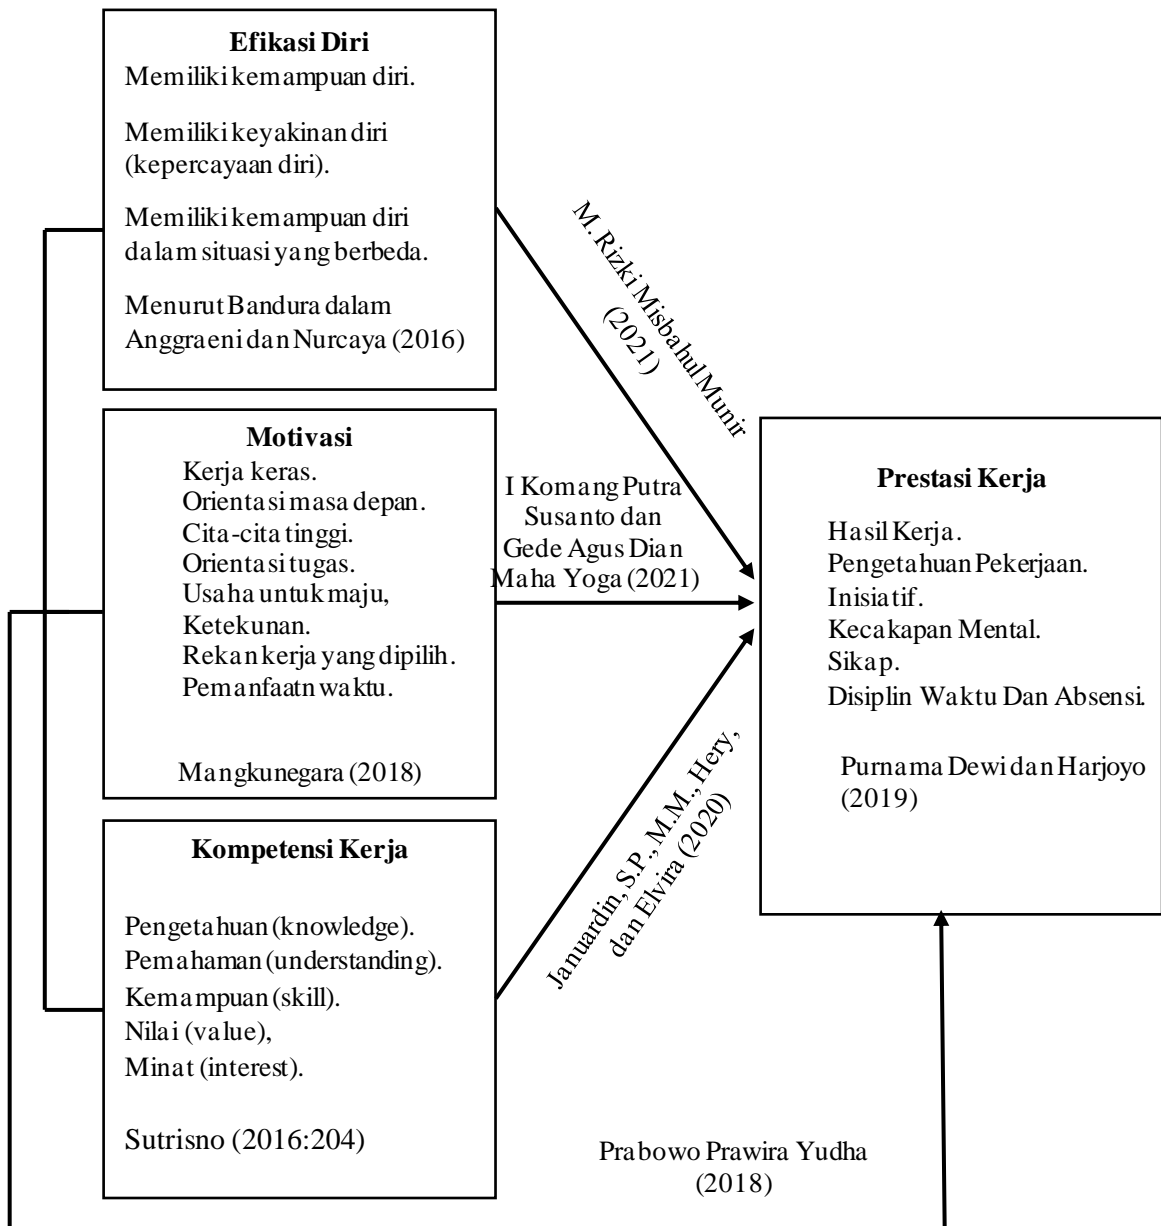 Efikasi Diri
Memiliki kemampuan diri.
Memiliki keyakinan diri
(kepercayaan diri).
Memiliki kemampuan diri
dalam situasi yang berbeda.
Menurut Bandura dalam
Anggraeni dan Nurcaya (2016)
M. Rizki Misbahul Munir
(2021)
Motivasi
Kerja keras.
Orientasi masa depan.
Cita-cita tinggi.
Orientasi tugas.
Usaha untuk maju,
Ketekunan.
Rekan kerja yang dipilih.
Pemanfaatn waktu.
Mangkunegara (2018)
I Komang Putra
Susanto dan
Gede Agus Dian
Maha Yoga (2021)
Prestasi Kerja
Hasil Kerja.
Pengetahuan Pekerjaan.
Inisiatif.
Kecakapan Mental.
Sikap.
Disiplin Waktu Dan Absensi.
Purnama Dewi dan Harjoyo
(2019)
Kompetensi Kerja
Pengetahuan (knowledge).
Pemahaman (understanding).
Kemampuan (skill).
Nilai (value),
Minat (interest).
Sutrisno (2016:204)
Januardin, S.P., M.M., Hery,
dan Elvira (2020)
Prabowo Prawira Yudha
(2018)